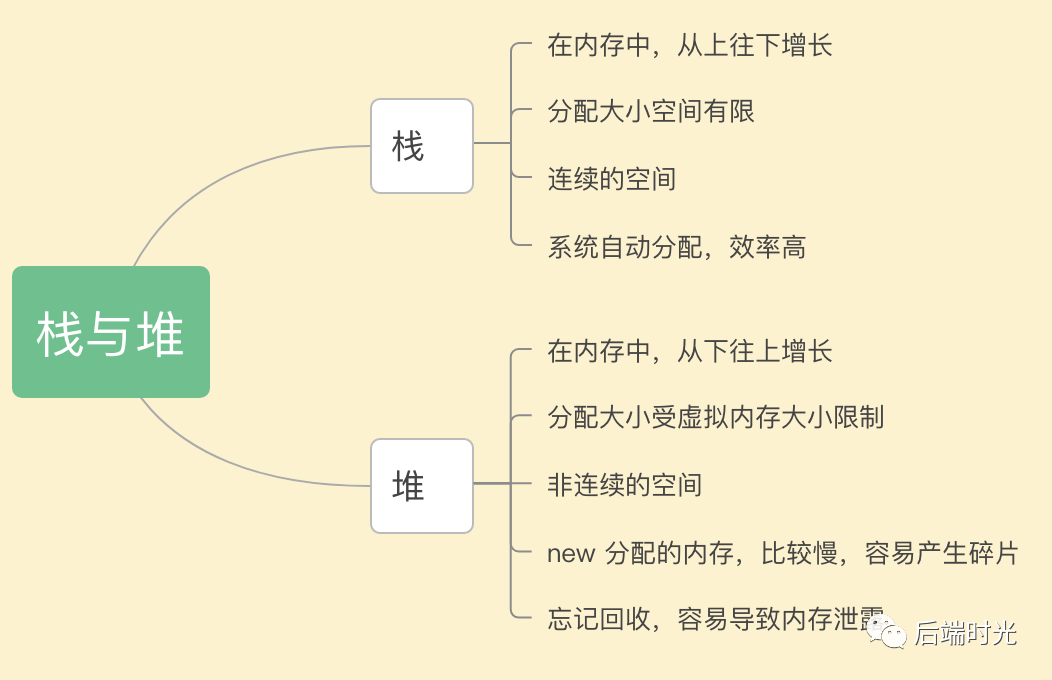 栈与堆
栈
在内存中，从上往下增长
分配大小空间有限
连续的空间
系统自动分配，效率高
堆
在内存中，从下往上增长
分配大小受虚拟内存大小限制
非连续的空间
new 分配的内存，比较慢，容易产生碎片
忘记回收，容易导致内存泄露
后端时光